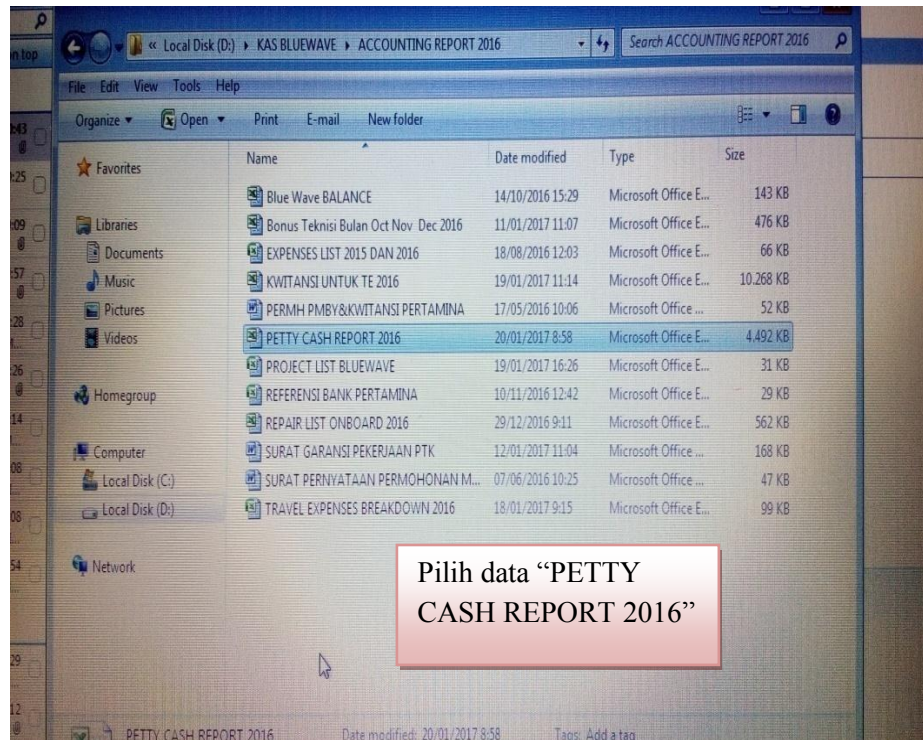 n top
« Local Disk (D:) ▸ KAS BLUEWAVE ▸ ACCOUNTING REPORT 2016
Search ACCOUNTING REPORT 2016
File Edit View Tools Help
Organize Open Print E-mail New folder
Name Date modified Type Size
Favorites
Libraries
Documents
Music
Pictures
Videos
Homegroup
Computer
Local Disk (C:)
Local Disk (D:)
Network
Blue Wave BALANCE 14/10/2016 15:29 Microsoft Office E... 143 KB
Bonus Teknisi Bulan Oct Nov Dec 2016 11/01/2017 11:07 Microsoft Office E... 476 KB
EXPENSES LIST 2015 DAN 2016 18/08/2016 12:03 Microsoft Office E... 66 KB
KWITANSI UNTUK TE 2016 19/01/2017 11:14 Microsoft Office E... 10.268 KB
PERMH PMBY&KWITANSI PERTAMINA 17/05/2016 10:06 Microsoft Office ... 52 KB
PETTY CASH REPORT 2016 20/01/2017 8:58 Microsoft Office E... 4.492 KB
PROJECT LIST BLUEWAVE 19/01/2017 16:26 Microsoft Office E... 31 KB
REFERENSI BANK PERTAMINA 10/11/2016 12:42 Microsoft Office E... 29 KB
REPAIR LIST ONBOARD 2016 29/12/2016 9:11 Microsoft Office E... 562 KB
SURAT GARANSI PEKERJAAN PTK 12/01/2017 11:04 Microsoft Office ... 168 KB
SURAT PERNYATAAN PERMOHONAN M... 07/06/2016 10:25 Microsoft Office ... 47 KB
TRAVEL EXPENSES BREAKDOWN 2016 18/01/2017 9:15 Microsoft Office E... 99 KB
Pilih data “PETTY
CASH REPORT 2016”
PETTY CASH REPORT 2016 Date modified: 20/01/2017 8:58 Tags: Add a tag